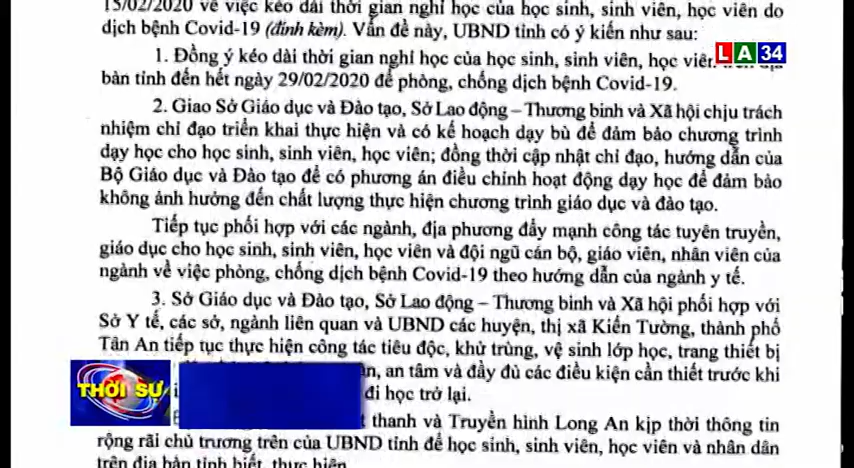 15/02/2020 về việc kéo dài thời gian nghỉ học của học sinh, sinh viên, học viên do
dịch bệnh Covid-19 (đính kèm). Vấn đề này, UBND tỉnh có ý kiến như sau:
1. Đồng ý kéo dài thời gian nghỉ học của học sinh, sinh viên, học viên trên địa
LA34
bàn tỉnh đến hết ngày 29/02/2020 để phòng, chống dịch bệnh Covid-19.
2. Giao Sở Giáo dục và Đào tạo, Sở Lao động – Thương binh và Xã hội chịu trách
nhiệm chỉ đạo triển khai thực hiện và có kế hoạch dạy bù để đảm bảo chương trình
dạy học cho học sinh, sinh viên, học viên; đồng thời cập nhật chỉ đạo, hướng dẫn của
Bộ Giáo dục và Đào tạo để có phương án điều chỉnh hoạt động dạy học để đảm bảo
không ảnh hưởng đến chất lượng thực hiện chương trình giáo dục và đào tạo.
Tiếp tục phối hợp với các ngành, địa phương đẩy mạnh công tác tuyên truyền,
giáo dục cho học sinh, sinh viên, học viên và đội ngũ cán bộ, giáo viên, nhân viên của
ngành về việc phòng, chống dịch bệnh Covid-19 theo hướng dẫn của ngành y tế.
3. Sở Giáo dục và Đào tạo, Sở Lao động – Thương binh và Xã hội phối hợp với
Sở Y tế, các sở, ngành liên quan và UBND các huyện, thị xã Kiến Tường, thành phố
Tân An tiếp tục thực hiện công tác tiêu độc, khử trùng, vệ sinh lớp học, trang thiết bị
an tâm và đầy đủ các điều kiện cần thiết trước khi
THỜI SỰ
đi học trở lại.
thanh và Truyền hình Long An kịp thời thông tin
rộng rãi chủ trương trên của UBND tỉnh để học sinh, sinh viên, học viên và nhân dân
trên địa bàn tỉnh biết, thực hiện.